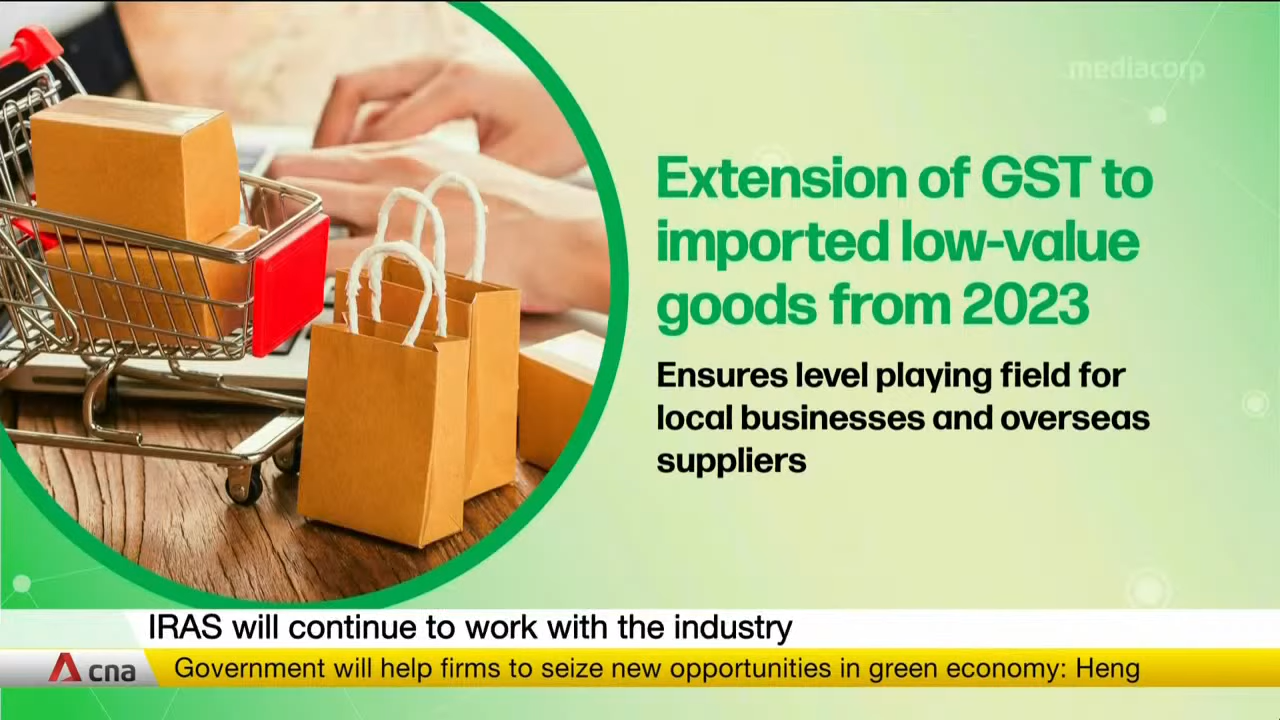 mediacorp
Extension of GST to
imported low-value
goods from 2023
Ensures level playing field for
local businesses and overseas
suppliers
IRAS will continue to work with the industry
cna
Government will help firms to seize new opportunities in green economy: Heng